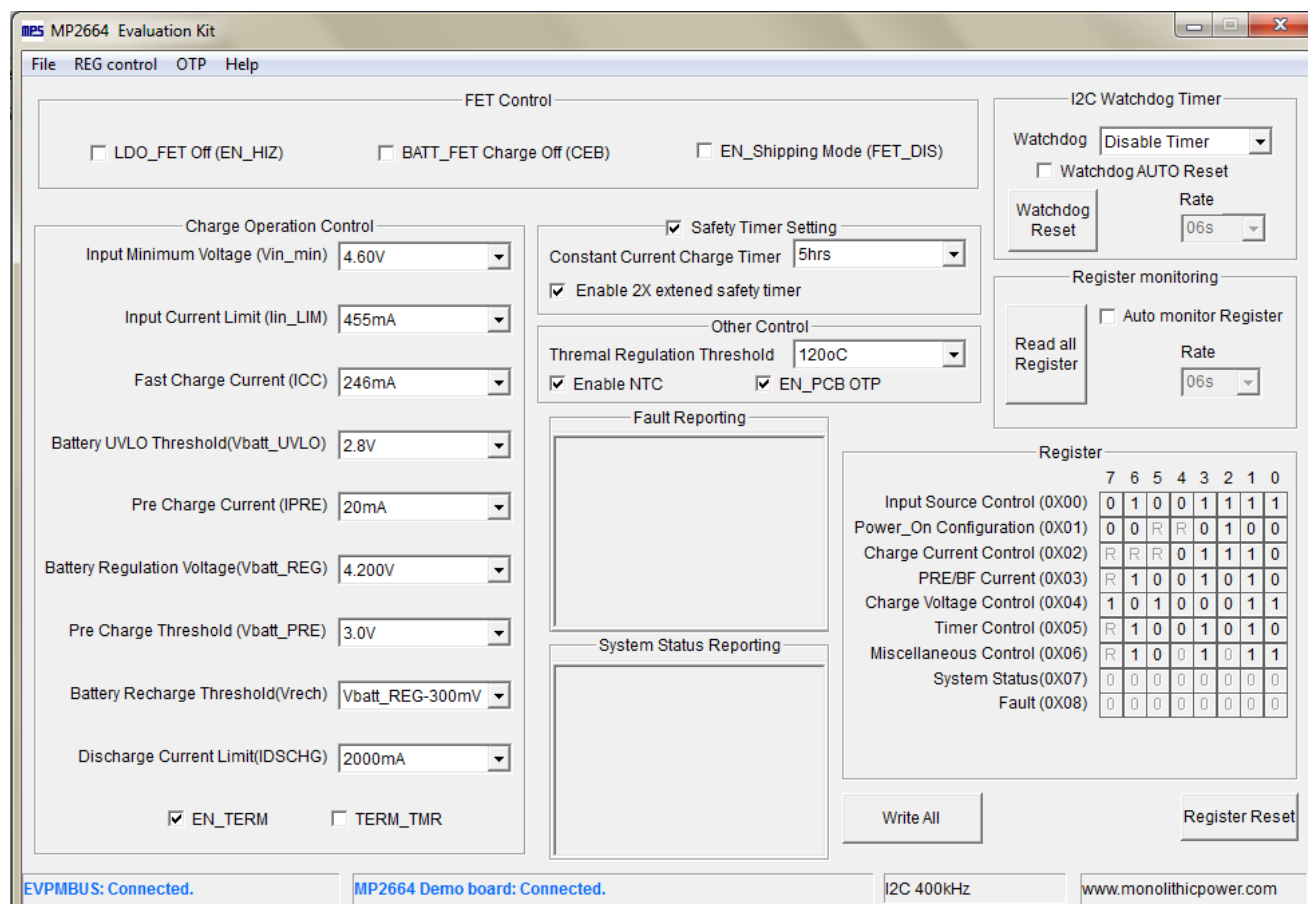 mPS MP2664 Evaluation Kit
File REG control OTP Help
FET Control
LDO_FET Off (EN_HIZ) BATT_FET Charge Off (CEB) EN_Shipping Mode (FET_DIS)
I2C Watchdog Timer
Watchdog Disable Timer
Watchdog AUTO Reset
Watchdog Reset
Rate
06s
Charge Operation Control
Input Minimum Voltage (Vin_min) 4.60V
Input Current Limit (Iin_LIM) 455mA
Fast Charge Current (ICC) 246mA
Battery UVLO Threshold(Vbatt_UVLO) 2.8V
Pre Charge Current (IPRE) 20mA
Battery Regulation Voltage(Vbatt_REG) 4.200V
Pre Charge Threshold (Vbatt_PRE) 3.0V
Battery Recharge Threshold(Vrech) Vbatt_REG-300mV
Discharge Current Limit(IDSCHG) 2000mA
EN_TERM TERM_TMR
Safety Timer Setting
Constant Current Charge Timer 5hrs
Enable 2X extened safety timer
Other Control
Thremal Regulation Threshold 120oC
Enable NTC EN_PCB OTP
Fault Reporting
System Status Reporting
Register monitoring
Read all Register
Auto monitor Register
Rate
06s
Register
7 6 5 4 3 2 1 0
Input Source Control (0X00) 0 1 0 0 1 1 1 1
Power_On Configuration (0X01) 0 0 R R 0 1 0 0
Charge Current Control (0X02) R R R 0 1 1 1 0
PRE/BF Current (0X03) R 1 0 0 1 0 1 0
Charge Voltage Control (0X04) 1 0 1 0 0 0 1 1
Timer Control (0X05) R 1 0 0 1 0 1 0
Miscellaneous Control (0X06) R 1 0 0 1 0 1 1
System Status(0X07) 0 0 0 0 0 0 0 0
Fault (0X08) 0 0 0 0 0 0 0 0
Write All
Register Reset
EVPMBUS: Connected. MP2664 Demo board: Connected. I2C 400kHz www.monolithicpower.com